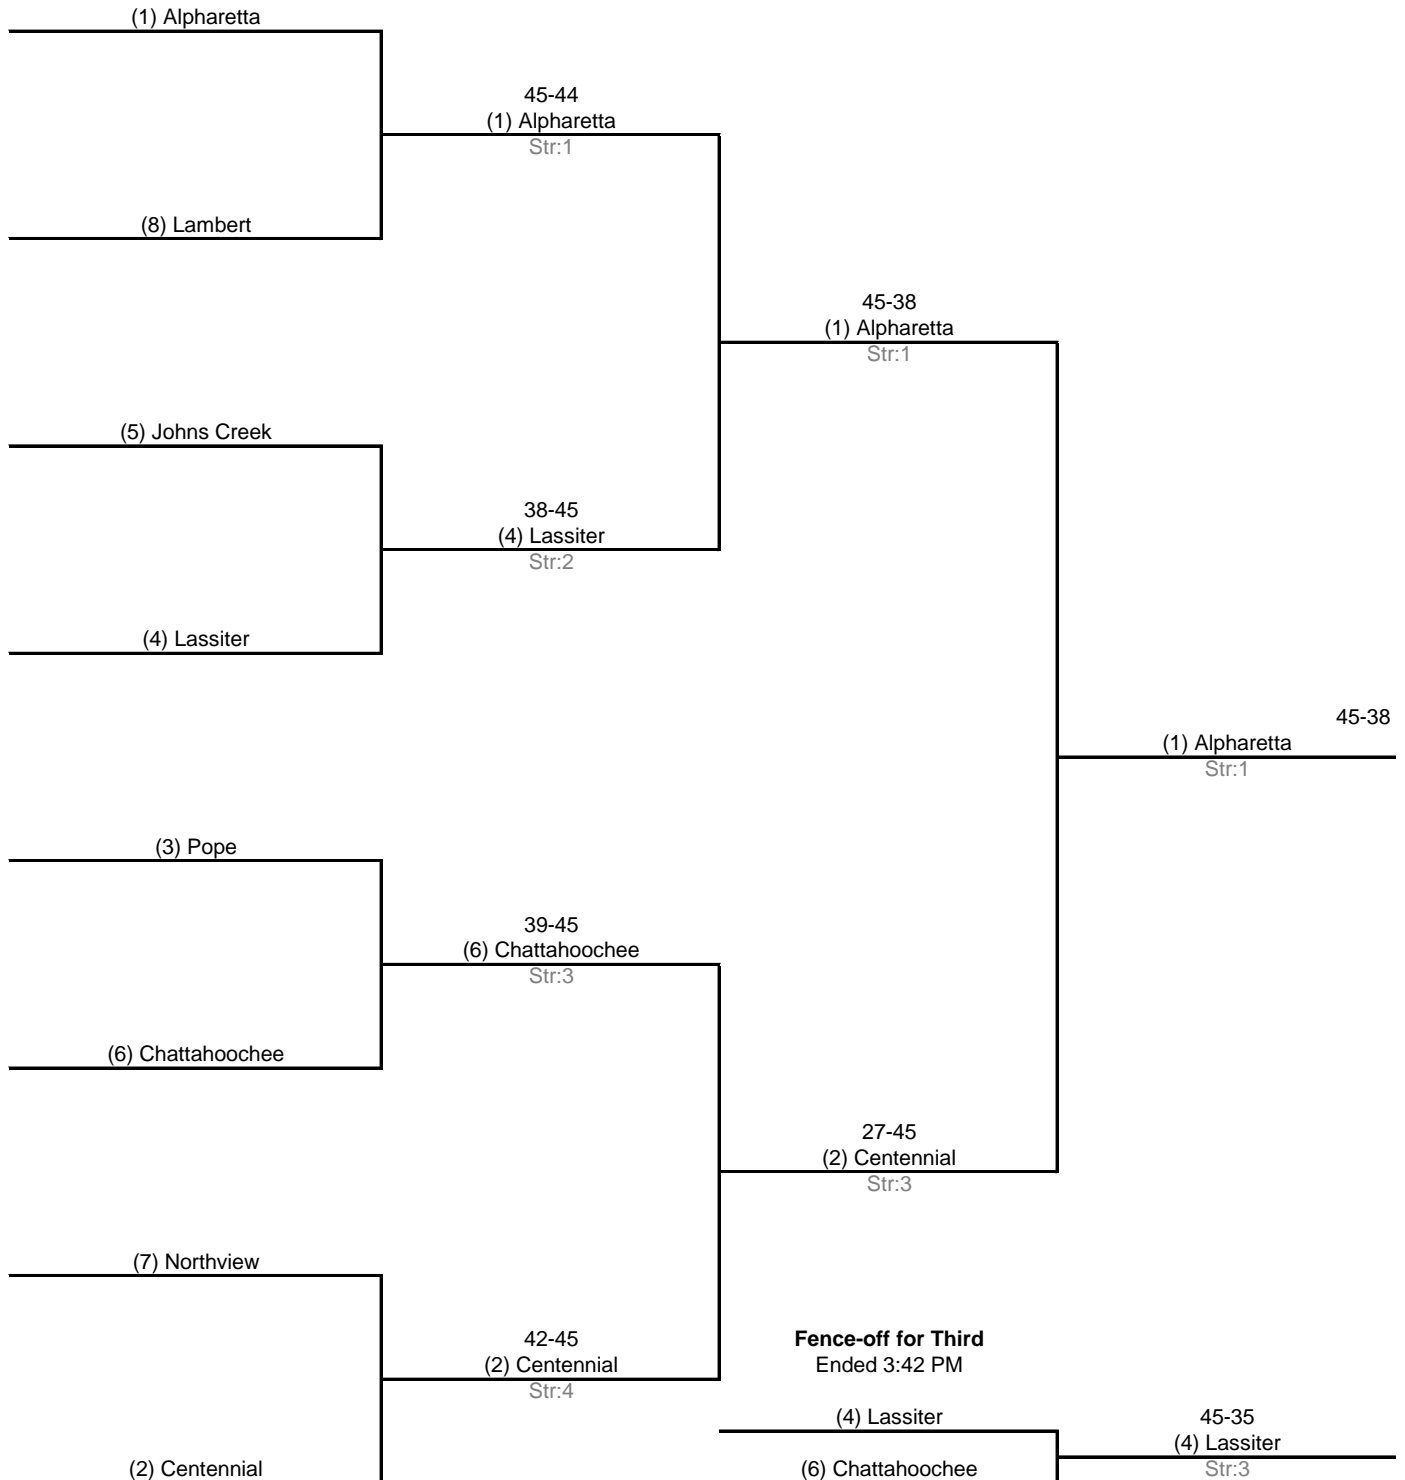 (1) Alpharetta
45-44
(1) Alpharetta
Str:1
(8) Lambert
45-38
(1) Alpharetta
Str:1
(5) Johns Creek
38-45
(4) Lassiter
Str:2
(4) Lassiter
45-38
(1) Alpharetta
Str:1
(3) Pope
39-45
(6) Chattahoochee
Str:3
(6) Chattahoochee
27-45
(2) Centennial
Str:3
(7) Northview
42-45
(2) Centennial
Str:4
(2) Centennial
Fence-off for Third
Ended 3:42 PM
(4) Lassiter
45-35
(4) Lassiter
Str:3
(6) Chattahoochee